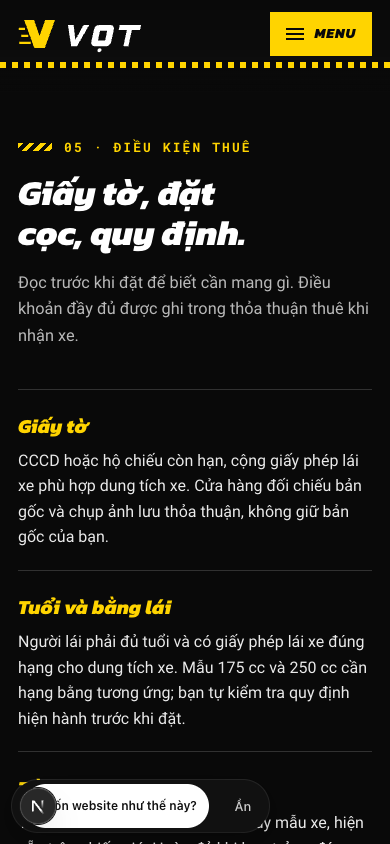 VỌT
MENU
05 · ĐIỀU KIỆN THUÊ
Giấy tờ, đặt
cọc, quy định.
Đọc trước khi đặt để biết cần mang gì. Điều
khoản đầy đủ được ghi trong thỏa thuận thuê khi
nhận xe.
Giấy tờ
CCCD hoặc hộ chiếu còn hạn, cộng giấy phép lái
xe phù hợp dung tích xe. Cửa hàng đối chiếu bản
gốc và chụp ảnh lưu thỏa thuận, không giữ bản
gốc của bạn.
Tuổi và bằng lái
Người lái phải đủ tuổi và có giấy phép lái xe đúng
hạng cho dung tích xe. Mẫu 175 cc và 250 cc cần
hạng bằng tương ứng; bạn tự kiểm tra quy định
hiện hành trước khi đặt.
N
website như thế này?
Ẩn
mẫu xe, hiện